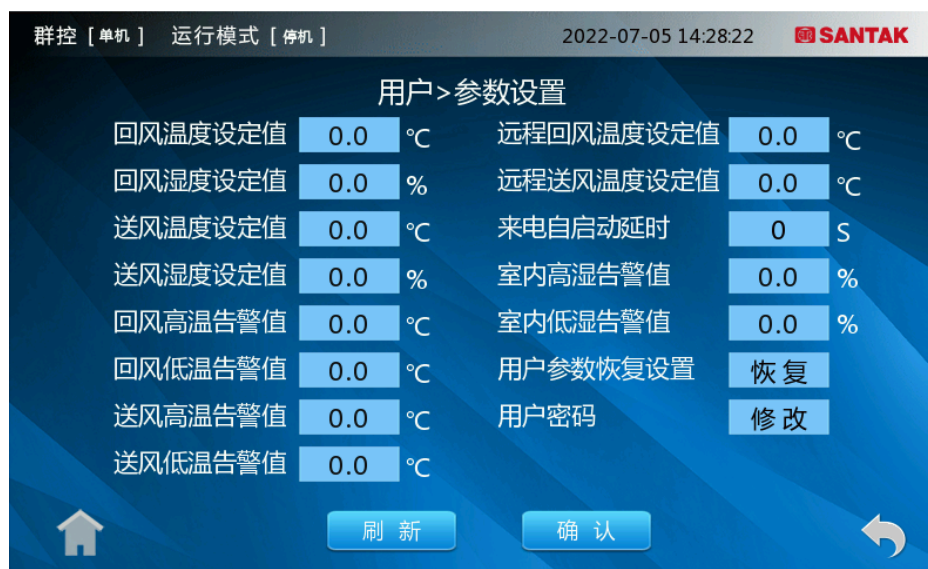 群控 [ 单机 ] 运行模式 [ 停机 ] 2022-07-05 14:28:22 SANTAK
用户>参数设置
回风温度设定值 0.0 ℃ 远程回风温度设定值 0.0 ℃
回风湿度设定值 0.0 % 远程送风温度设定值 0.0 ℃
送风温度设定值 0.0 ℃ 来电自启动延时 0 S
送风湿度设定值 0.0 % 室内高湿告警值 0.0 %
回风高温告警值 0.0 ℃ 室内低湿告警值 0.0 %
回风低温告警值 0.0 ℃ 用户参数恢复设置 恢复
送风高温告警值 0.0 ℃ 用户密码 修改
送风低温告警值 0.0 ℃
刷 新 确 认